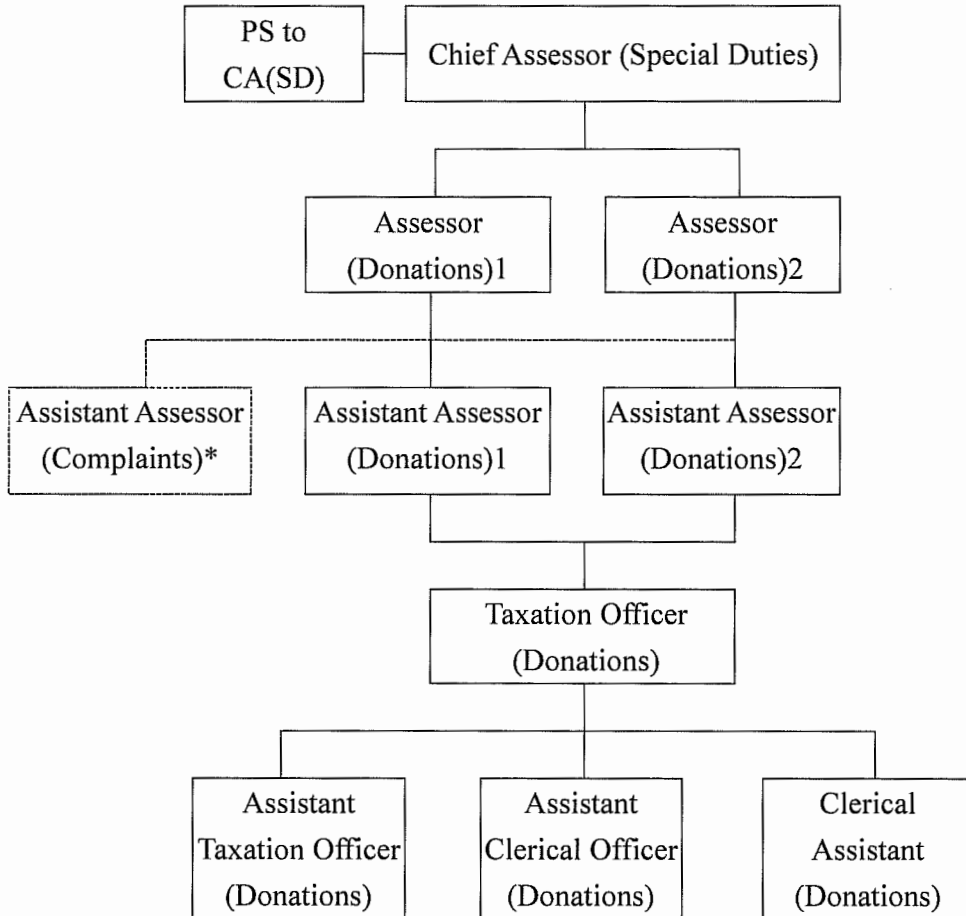 PS to
CA(SD)
Chief Assessor (Special Duties)
Assessor
(Donations)1
Assessor
(Donations)2
Assistant Assessor
(Complaints)*
Assistant Assessor
(Donations)1
Assistant Assessor
(Donations)2
Taxation Officer
(Donations)
Assistant
Taxation Officer
(Donations)
Assistant
Clerical Officer
(Donations)
Clerical
Assistant
(Donations)